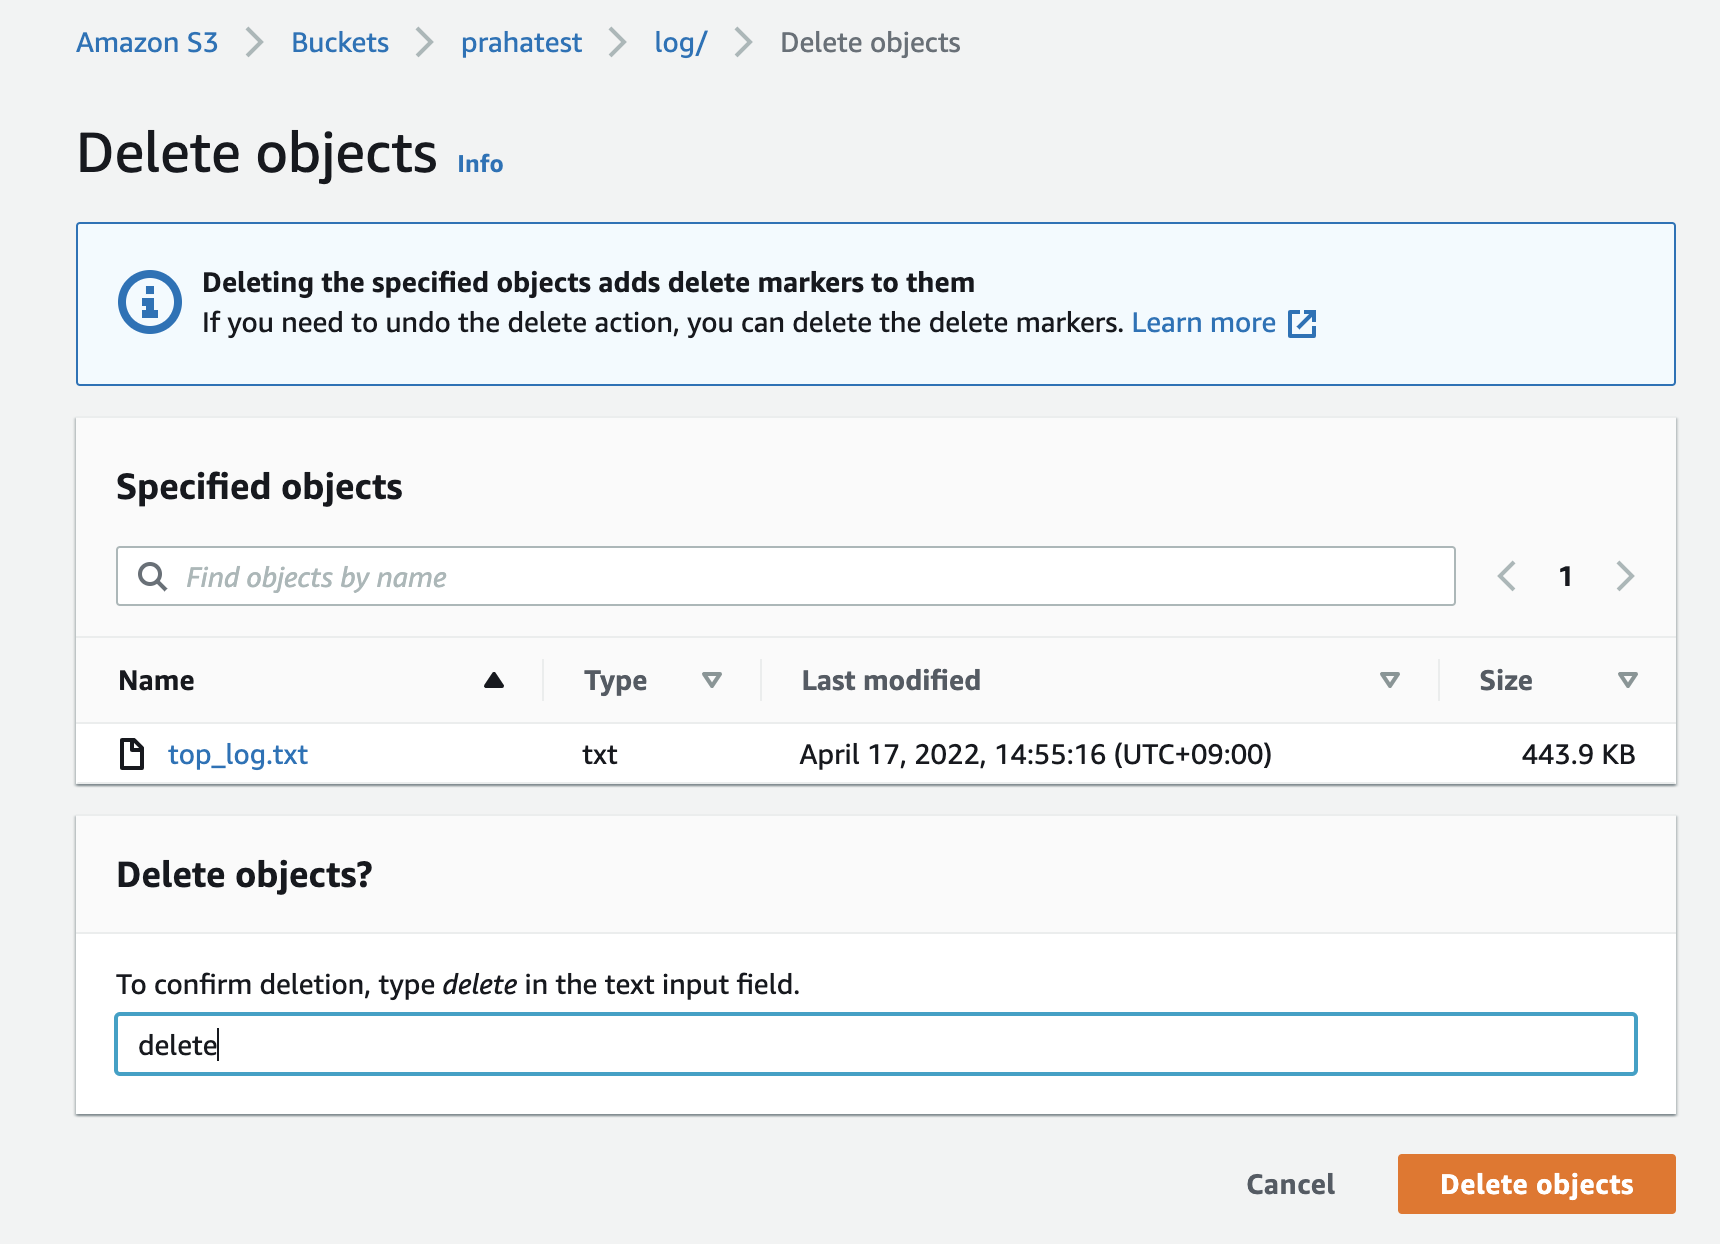 Amazon S3 > Buckets > prahatest > log/ > Delete objects
Delete objects Info
Deleting the specified objects adds delete markers to them
If you need to undo the delete action, you can delete the delete markers. Learn more
Specified objects
Find objects by name 1
Name Type Last modified Size
top_log.txt txt April 17, 2022, 14:55:16 (UTC+09:00) 443.9 KB
Delete objects?
To confirm deletion, type delete in the text input field.
delete
Cancel Delete objects